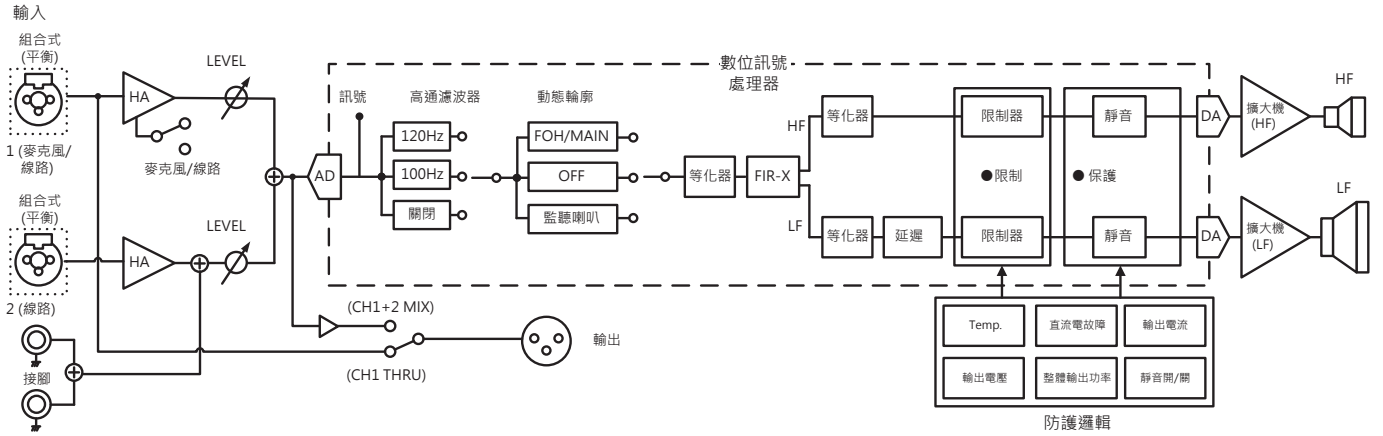 輸入
組合式
(平衡)
HA
LEVEL
1 (麥克風/
線路)
麥克風/線路
組合式
(平衡)
HA
LEVEL
2 (線路)
接腳
數位訊號
處理器
AD
訊號
高通濾波器
120Hz
100Hz
關閉
動態輪廓
FOH/MAIN
OFF
監聽喇叭
等化器
FIR-X
HF
等化器
限制器
靜音
DA
擴大機
(HF)
HF
●限制
●保護
LF
等化器
延遲
限制器
靜音
DA
擴大機
(LF)
LF
(CH1+2 MIX)
(CH1 THRU)
輸出
Temp.
直流電故障
輸出電流
輸出電壓
整體輸出功率
靜音開/關
防護邏輯